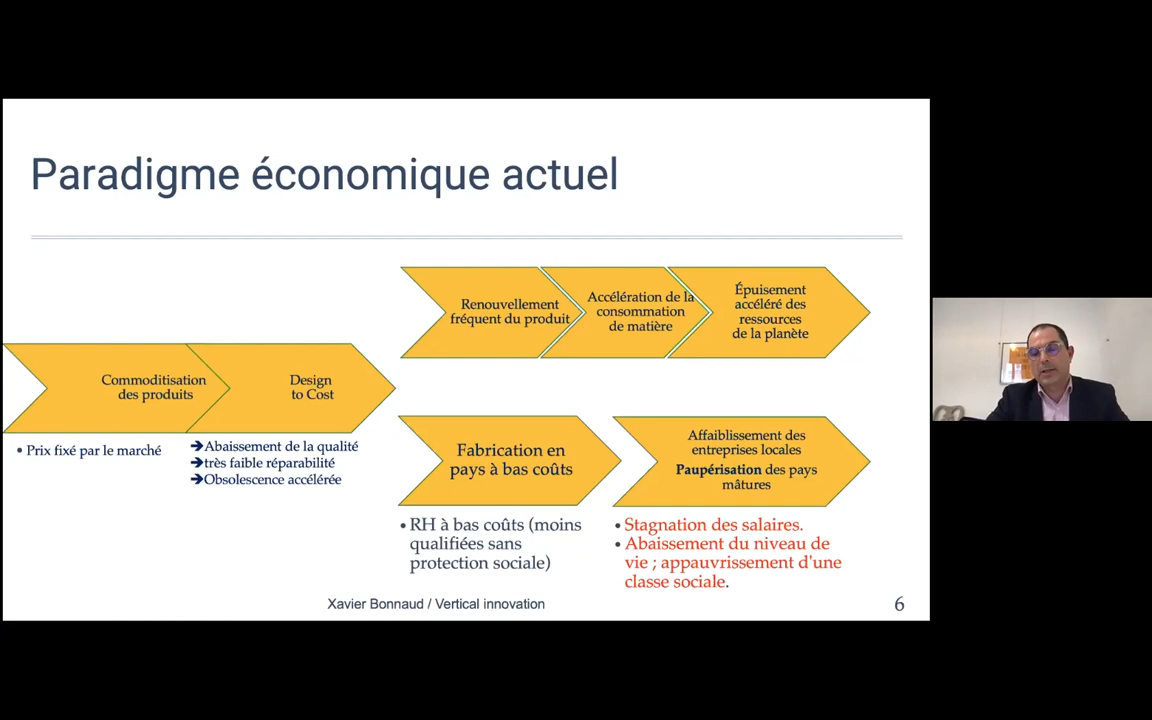 Paradigme économique actuel
Renouvellement
fréquent du produit
Accélération de la
consommation
de matière
Épuisement
accéléré des
ressources
de la planète
Commoditisation
des produits
Design
to Cost
• Prix fixé par le marché
➔Abaissement de la qualité
➔très faible réparabilité
➔Obsolescence accélérée
Fabrication en
pays à bas coûts
Affaiblissement des
entreprises locales
Paupérisation des pays
mâtures
• RH à bas coûts (moins
qualifiées sans
protection sociale)
• Stagnation des salaires.
• Abaissement du niveau de
vie ; appauvrissement d'une
classe sociale.
Xavier Bonnaud / Vertical innovation
6